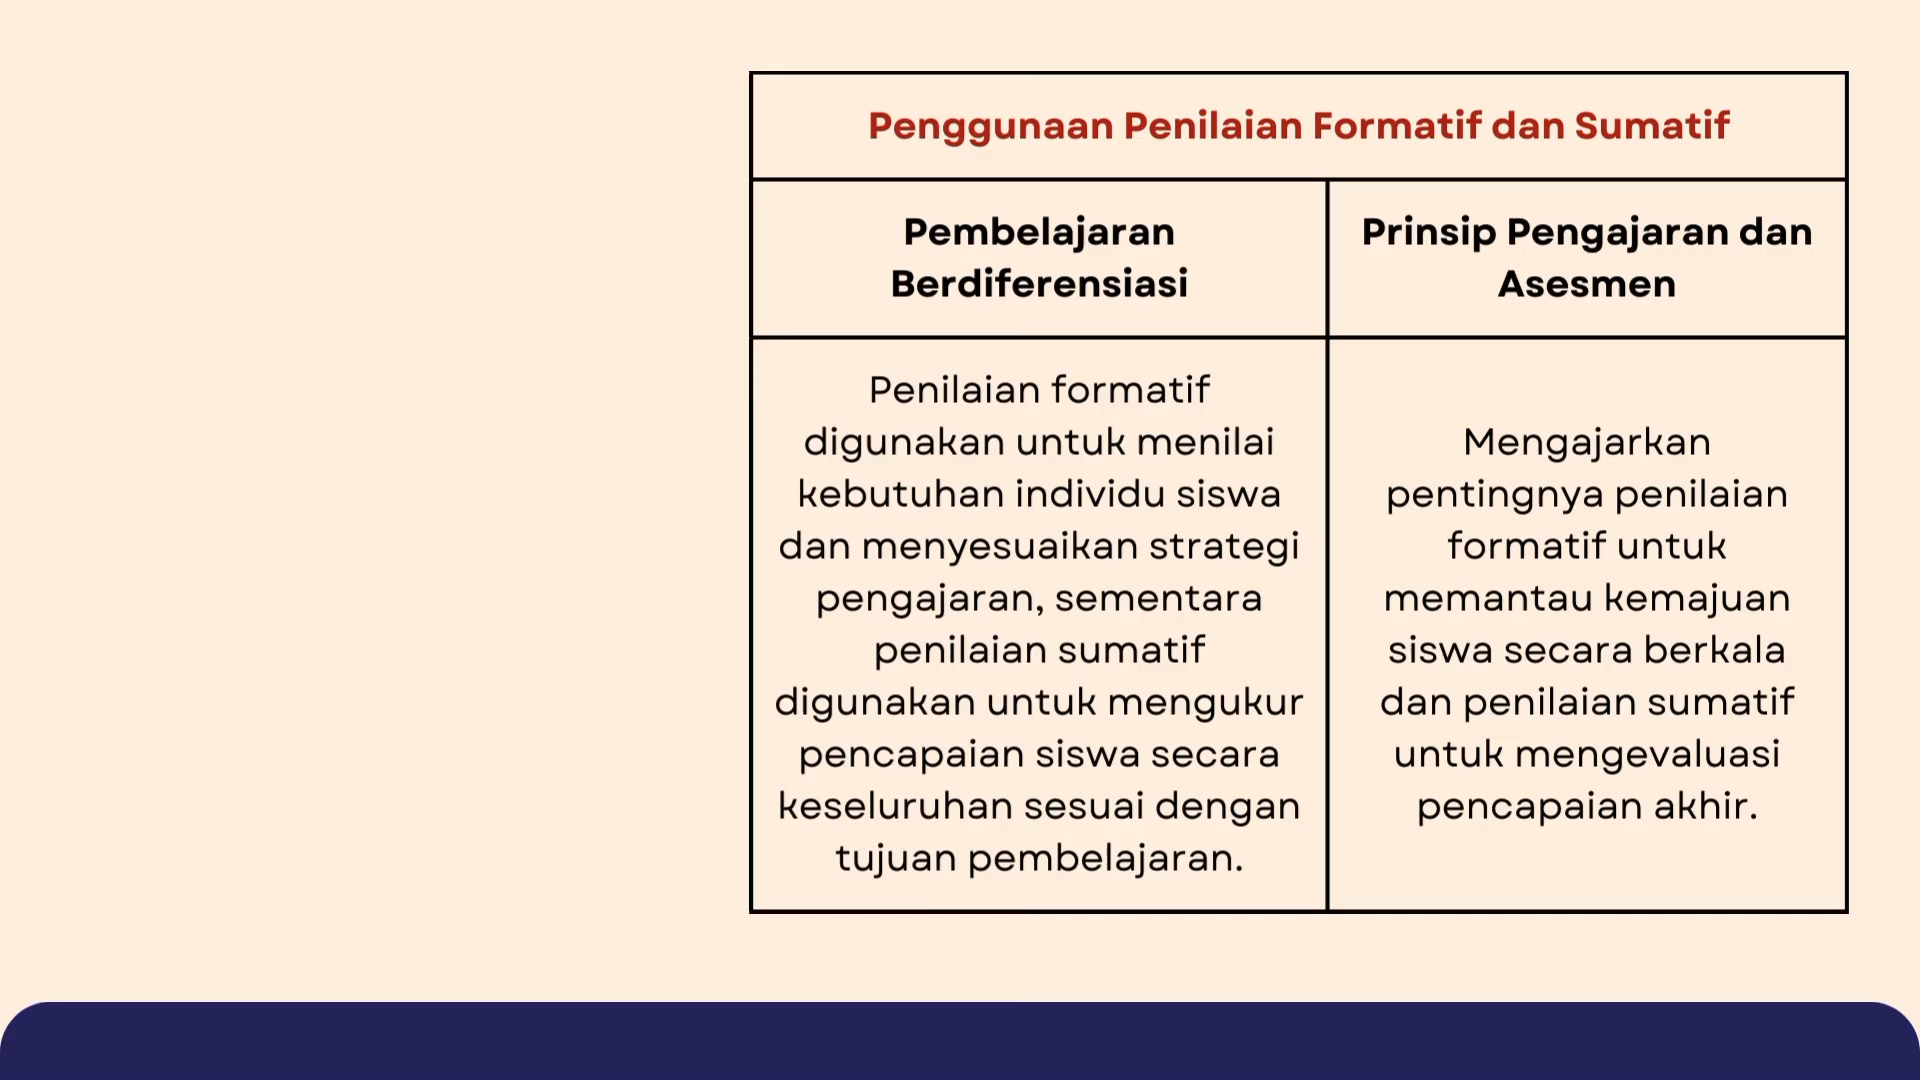 Penggunaan Penilaian Formatif dan Sumatif
Pembelajaran
Berdiferensiasi
Prinsip Pengajaran dan
Asesmen
Penilaian formatif
digunakan untuk menilai
kebutuhan individu siswa
dan menyesuaikan strategi
pengajaran, sementara
penilaian sumatif
digunakan untuk mengukur
pencapaian siswa secara
keseluruhan sesuai dengan
tujuan pembelajaran.
Mengajarkan
pentingnya penilaian
formatif untuk
memantau kemajuan
siswa secara berkala
dan penilaian sumatif
untuk mengevaluasi
pencapaian akhir.